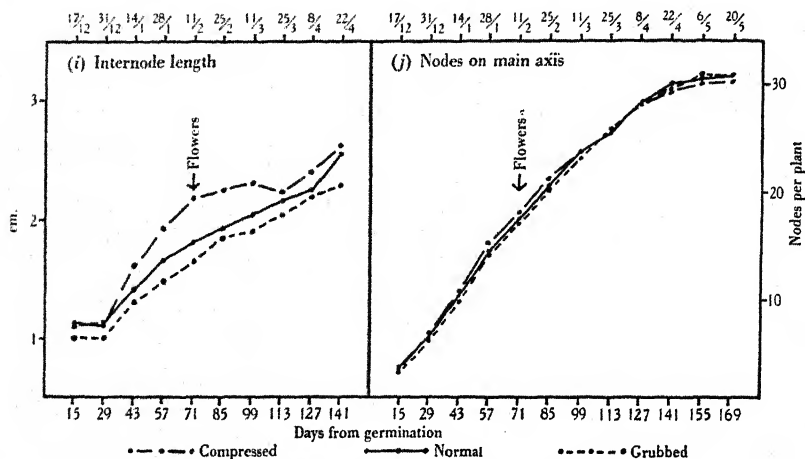 17/12 31/12 14/1 28/1 11/2 25/2 11/3 25/3 8/4 22/4
17/12 31/12 14/1 28/1 11/2 25/2 11/3 25/3 8/4 22/4 6/5 20/5
(i) Internode length
(j) Nodes on main axis
Flowers
Flowers
cm.
3
2
1
30
20
10
Nodes per plant
15 29 43 57 71 85 99 113 127 141
15 29 43 57 71 85 99 113 127 141 155 169
Days from germination
Compressed Normal Grubbed